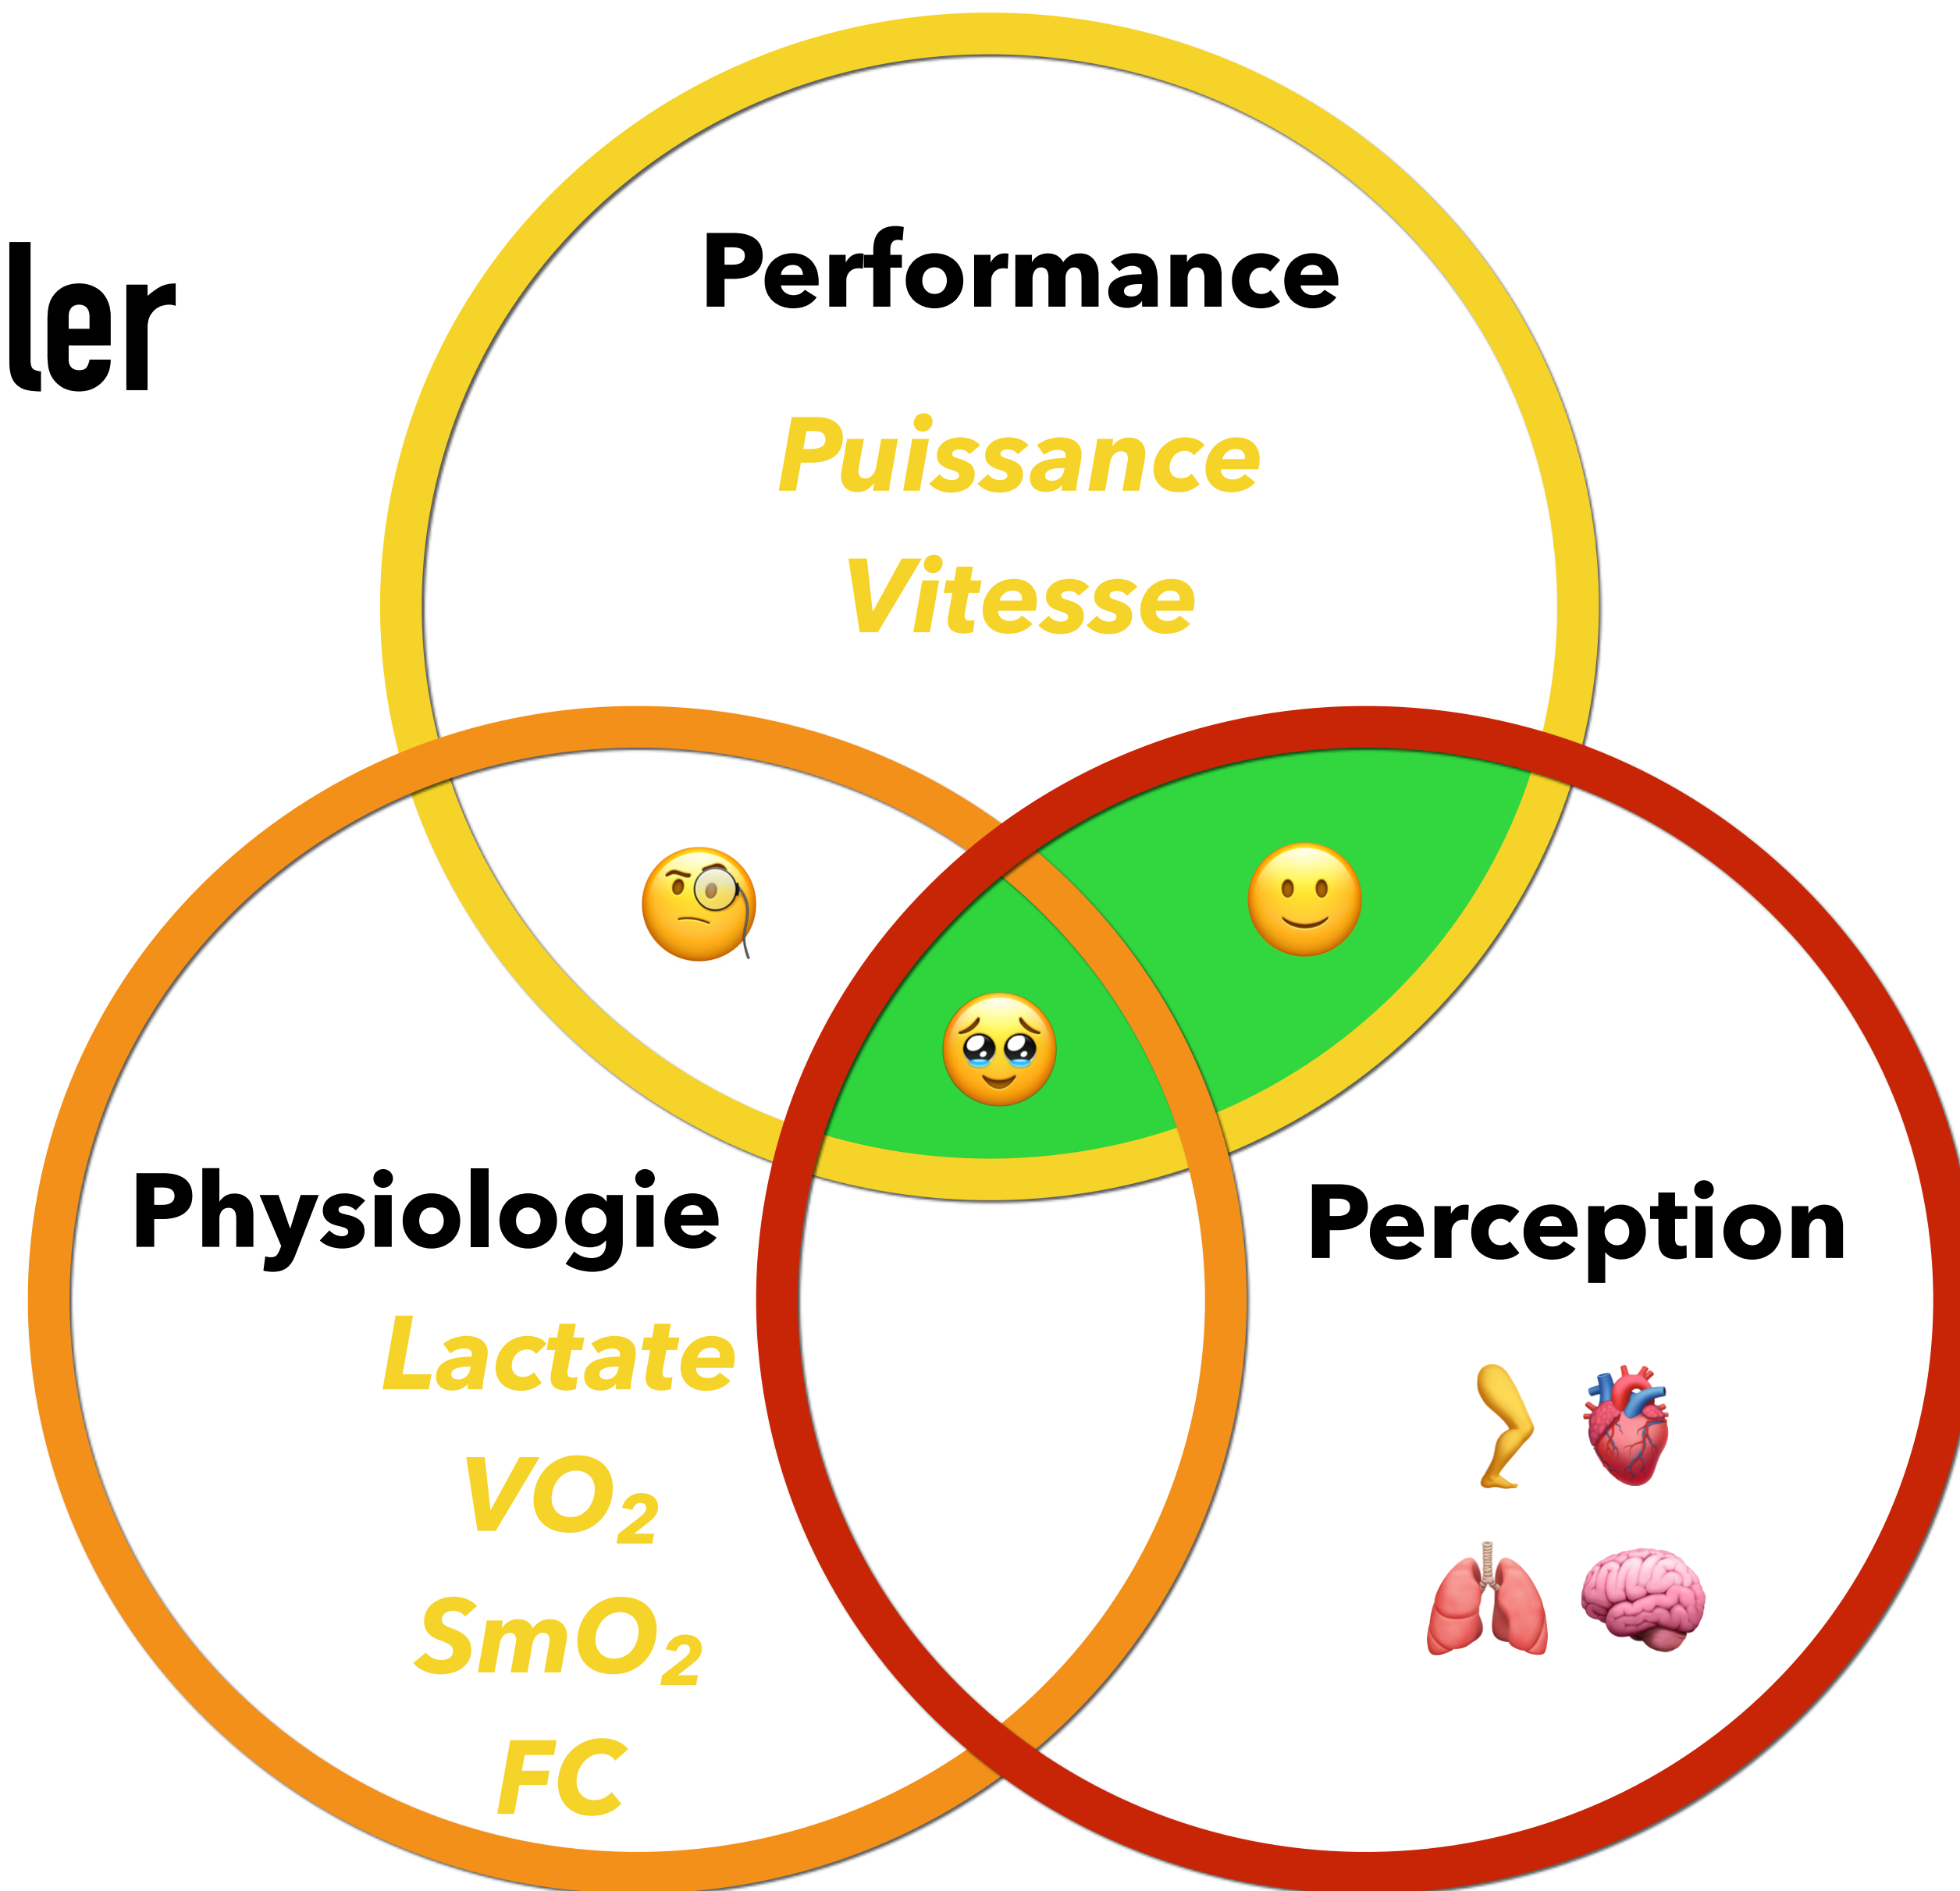 Performance
ler
Puissance
Vitesse
Physiologie
Perception
Lactate
VO₂
SmO₂
FC